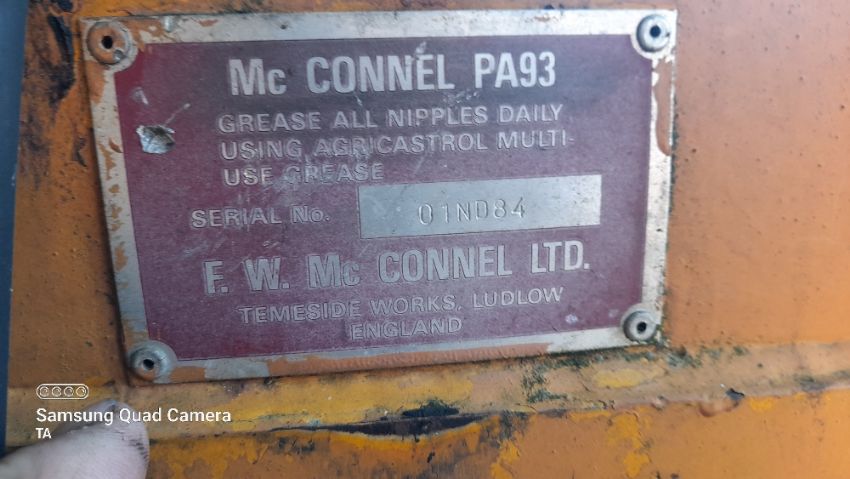 Mc CONNEL PA93
GREASE ALL NIPPLES DAILY
USING AGRICASTROL MULTI-
USE GREASE
SERIAL No. 01ND84
F. W. Mc CONNEL LTD.
TEMESIDE WORKS, LUDLOW
ENGLAND
Samsung Quad Camera
TA